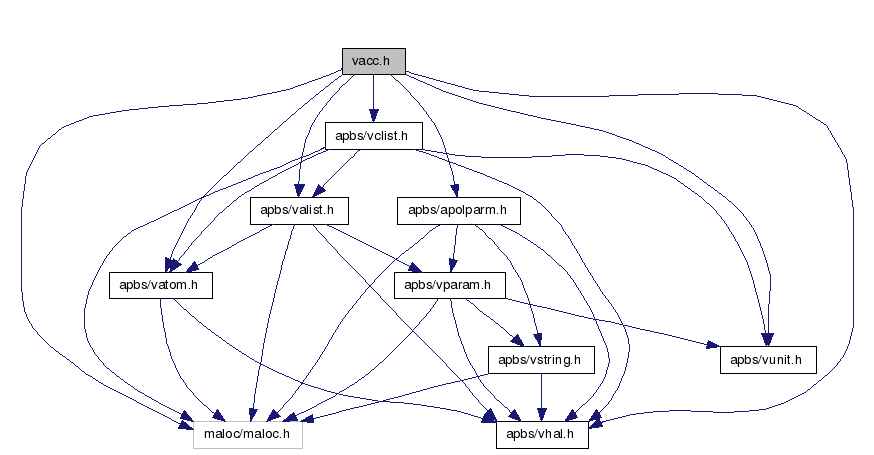 vacc.h
apbs/vclist.h
apbs/valist.h
apbs/apolparm.h
apbs/vatom.h
apbs/vparam.h
apbs/vstring.h
apbs/vunit.h
maloc/maloc.h
apbs/vhal.h